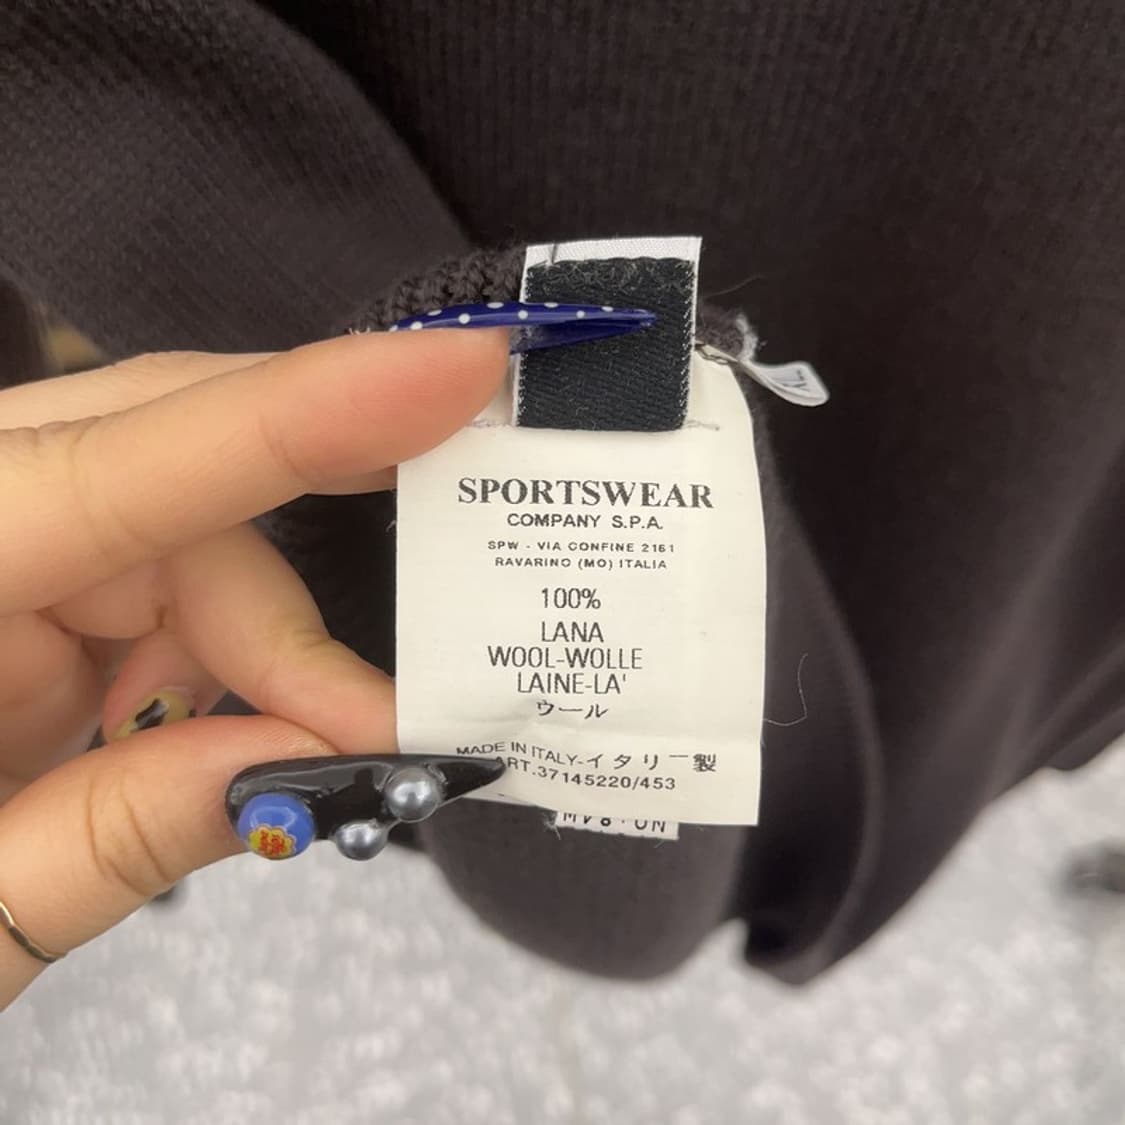 SPORTSWEAR
COMPANY S.P.A.
SPW - VIA CONFINE 2161
RAVARINO (MO) ITALIA
100%
LANA
WOOL-WOLLE
LAINE-LA'
ウール
MADE IN ITALY-イタリー製
ART.37145220/453